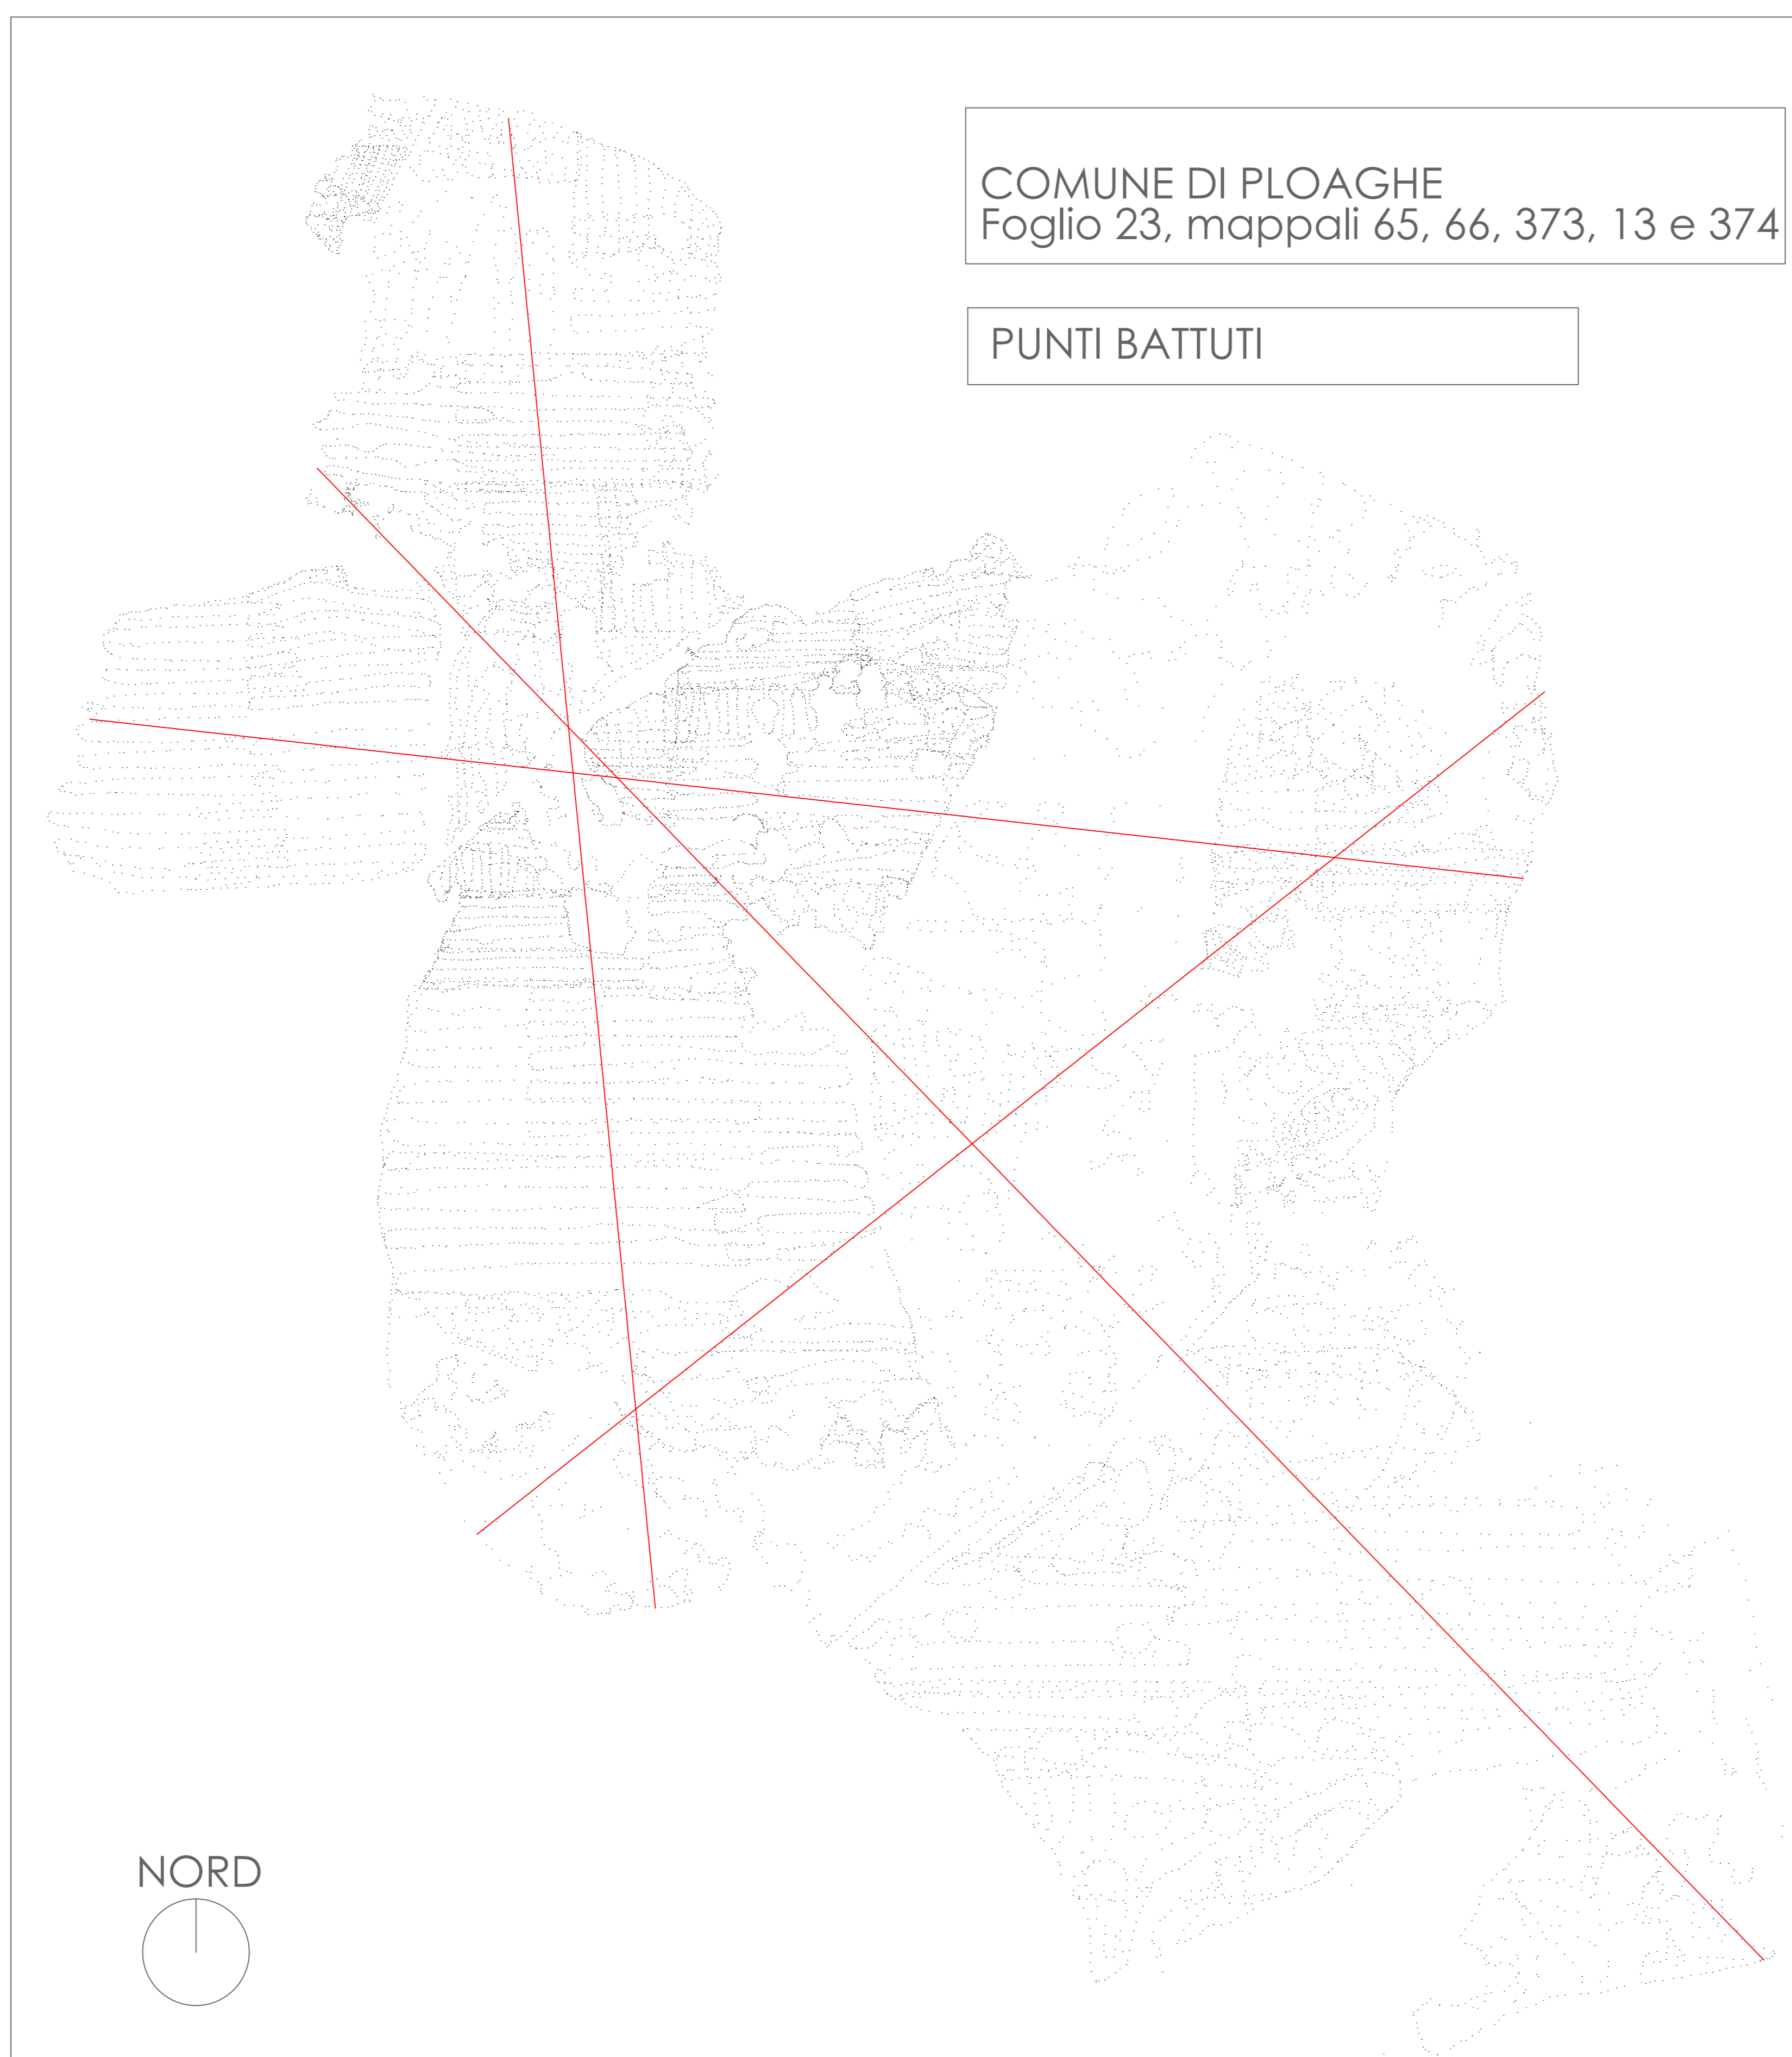 COMUNE DI PLOAGHE
Foglio 23, mappali 65, 66, 373, 13 e 374
PUNTI BATTUTI
NORD